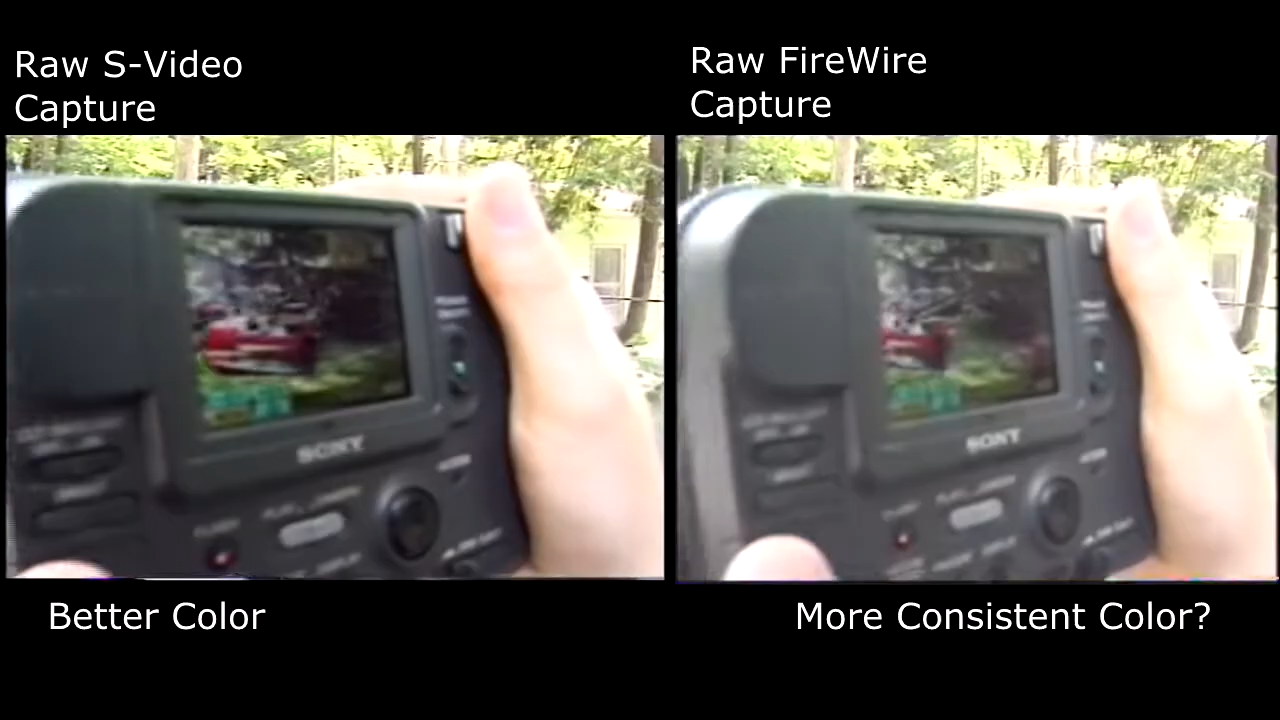 Raw S-Video
Capture
Raw FireWire
Capture
SONY
SONY
Better Color
More Consistent Color?